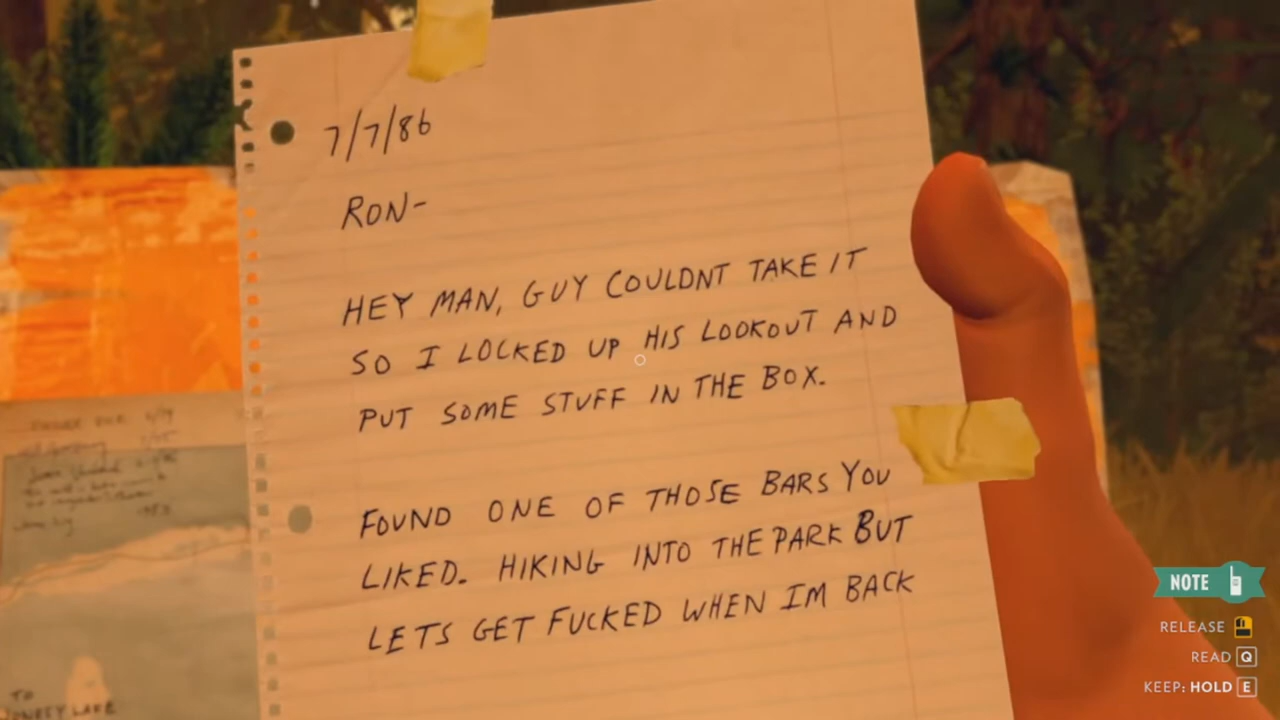 7/7/86
RON-
HEY MAN, GUY COULDNT TAKE IT
SO I LOCKED UP HIS LOOKOUT AND
PUT SOME STUFF IN THE BOX.
FOUND ONE OF THOSE BARS YOU
LIKED. HIKING INTO THE PARK BUT
LETS GET FUCKED WHEN IM BACK
TO
LAKE
NOTE
RELEASE
READ Q
KEEP: HOLD E